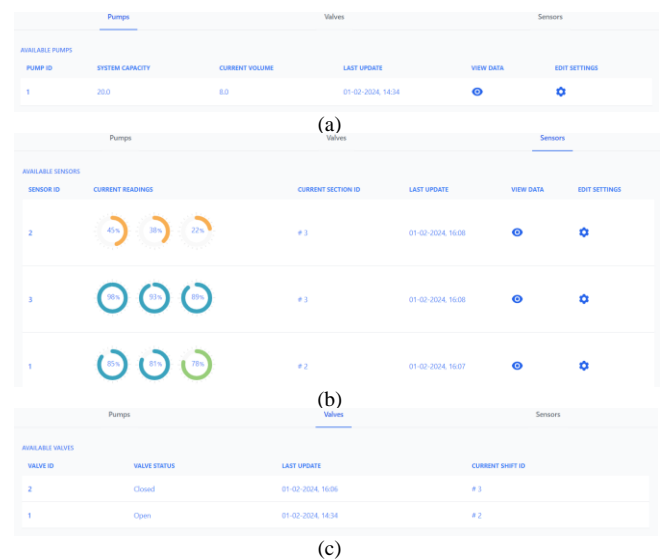 Pumps Valves Sensors
AVAILABLE PUMPS
PUMP ID SYSTEM CAPACITY CURRENT VOLUME LAST UPDATE VIEW DATA EDIT SETTINGS
1 20.0 8.0 01-02-2024, 14:34
(a)
Pumps Valves Sensors
AVAILABLE SENSORS
SENSOR ID CURRENT READINGS CURRENT SECTION ID LAST UPDATE VIEW DATA EDIT SETTINGS
2 45% 38% 22% # 3 01-02-2024, 16:08
3 98% 93% 89% # 3 01-02-2024, 16:08
1 85% 81% 78% # 2 01-02-2024, 16:07
(b)
Pumps Valves Sensors
AVAILABLE VALVES
VALVE ID VALVE STATUS LAST UPDATE CURRENT SHIFT ID
2 Closed 01-02-2024, 16:06 # 3
1 Open 01-02-2024, 14:34 # 2
(c)